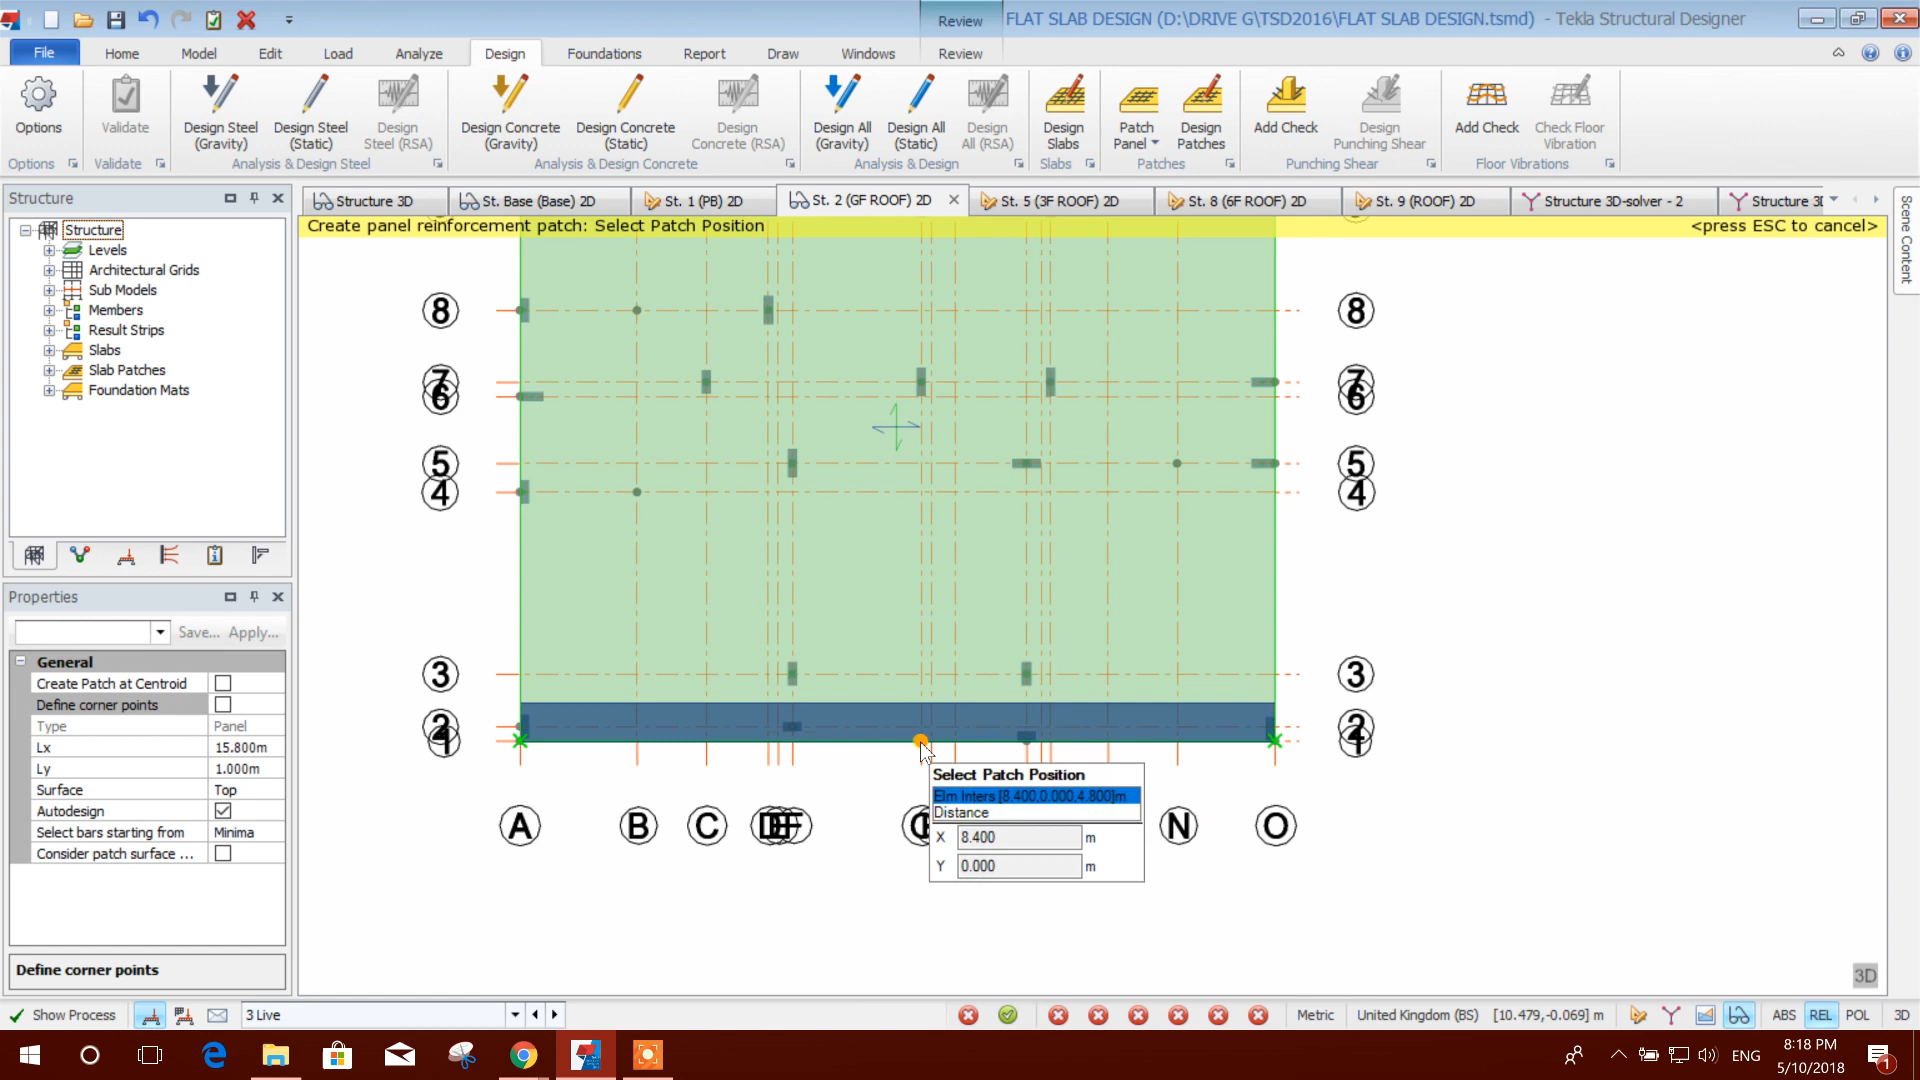 Review
FLAT SLAB DESIGN (D:\DRIVE G\TSD2016\FLAT SLAB DESIGN.tsmd) - Tekla Structural Designer
File Home Model Edit Load Analyze Design Foundations Report Draw Windows Review
Options
Validate
Design Steel (Gravity)
Design Steel (Static)
Design Steel (RSA)
Design Concrete (Gravity)
Design Concrete (Static)
Design Concrete (RSA)
Design All (Gravity)
Design All (Static)
Design All (RSA)
Design Slabs
Patch Panel
Design Patches
Add Check
Design Punching Shear
Add Check
Check Floor Vibration
Options Validate Analysis & Design Steel Analysis & Design Concrete Analysis & Design Slabs Patches Punching Shear Floor Vibrations
Structure
Structure 3D St. Base (Base) 2D St. 1 (PB) 2D St. 2 (GF ROOF) 2D St. 5 (3F ROOF) 2D St. 8 (6F ROOF) 2D St. 9 (ROOF) 2D Structure 3D-solver - 2
Scene Content
Create panel reinforcement patch: Select Patch Position <press ESC to cancel>
Structure
Levels
Architectural Grids
Sub Models
Members
Result Strips
Slabs
Slab Patches
Foundation Mats
8 8
7 7
6 6
5 5
4 4
3 3
2 2
1 1
A B C N O
Select Patch Position
Elm Inters [8.400,0.000,4.800]m
Distance
X 8.400 m
Y 0.000 m
Properties
Save... Apply...
General
Create Patch at Centroid
Define corner points
Type Panel
Lx 15.800m
Ly 1.000m
Surface Top
Autodesign
Select bars starting from Minima
Consider patch surface ...
Define corner points
3D
Show Process 3 Live Metric United Kingdom (BS) [10.479,-0.069] m ABS REL POL 3D
ENG
8:18 PM
5/10/2018
1